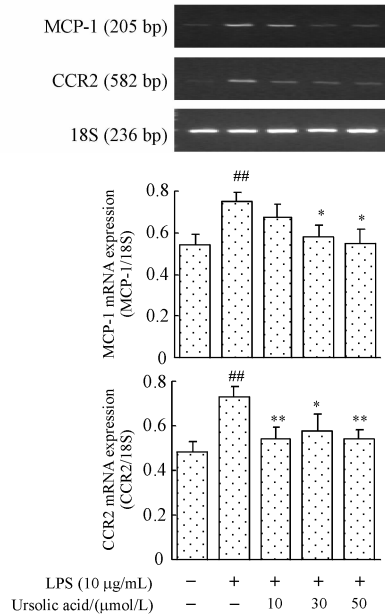 MCP-1 (205 bp)
CCR2 (582 bp)
18S (236 bp)
MCP-1 mRNA expression
(MCP-1/18S)
0.8
0.6
0.4
0
##
*
*
CCR2 mRNA expression
(CCR2/18S)
0.8
0.6
0.4
0.2
0
##
**
*
**
LPS (10 μg/mL) − + + + +
Ursolic acid/(μmol/L) − − 10 30 50